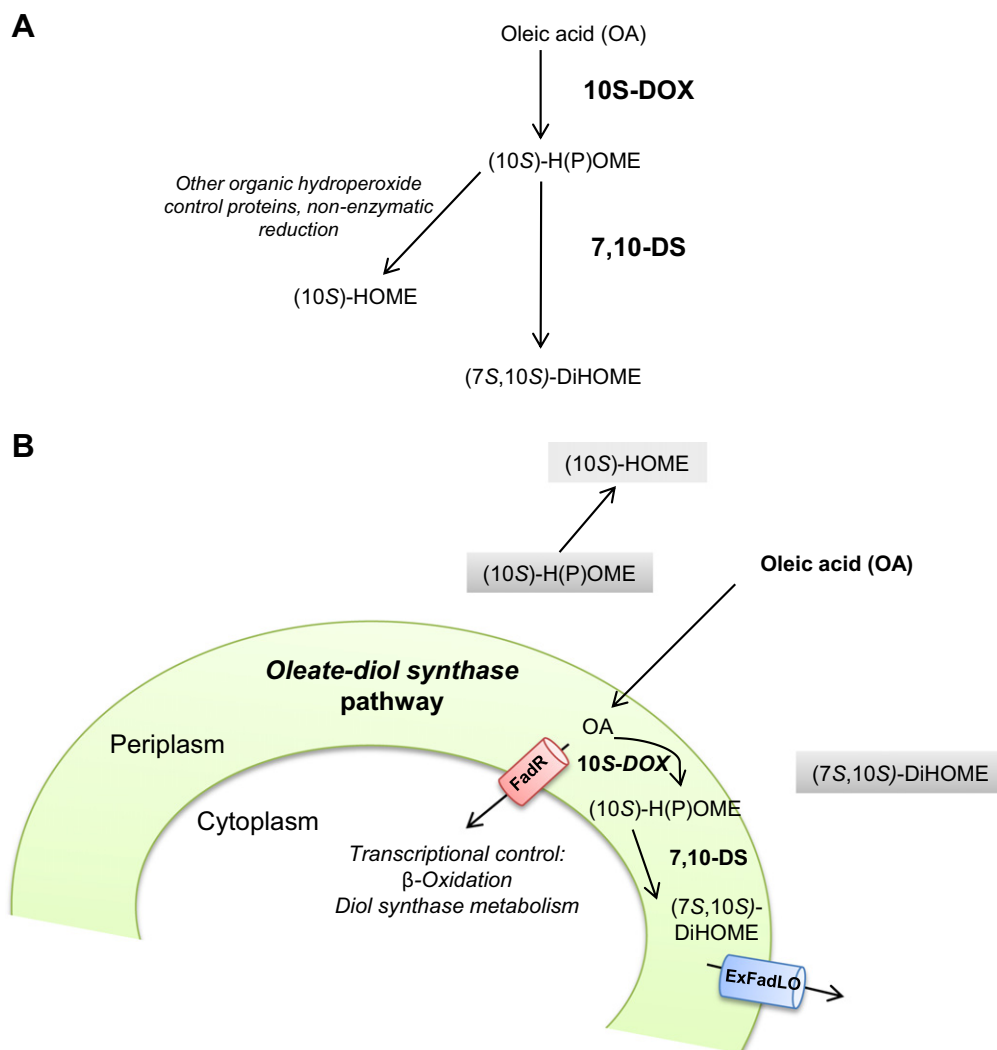 A
Oleic acid (OA)
10S-DOX
(10S)-H(P)OME
Other organic hydroperoxide
control proteins, non-enzymatic
reduction
7,10-DS
(10S)-HOME
(7S,10S)-DiHOME
B
(10S)-HOME
(10S)-H(P)OME
Oleic acid (OA)
Oleate-diol synthase
pathway
Periplasm
OA
10S-DOX
FadR
(7S,10S)-DiHOME
(10S)-H(P)OME
Cytoplasm
Transcriptional control:
β-Oxidation
Diol synthase metabolism
7,10-DS
(7S,10S)-
DiHOME
ExFadLO